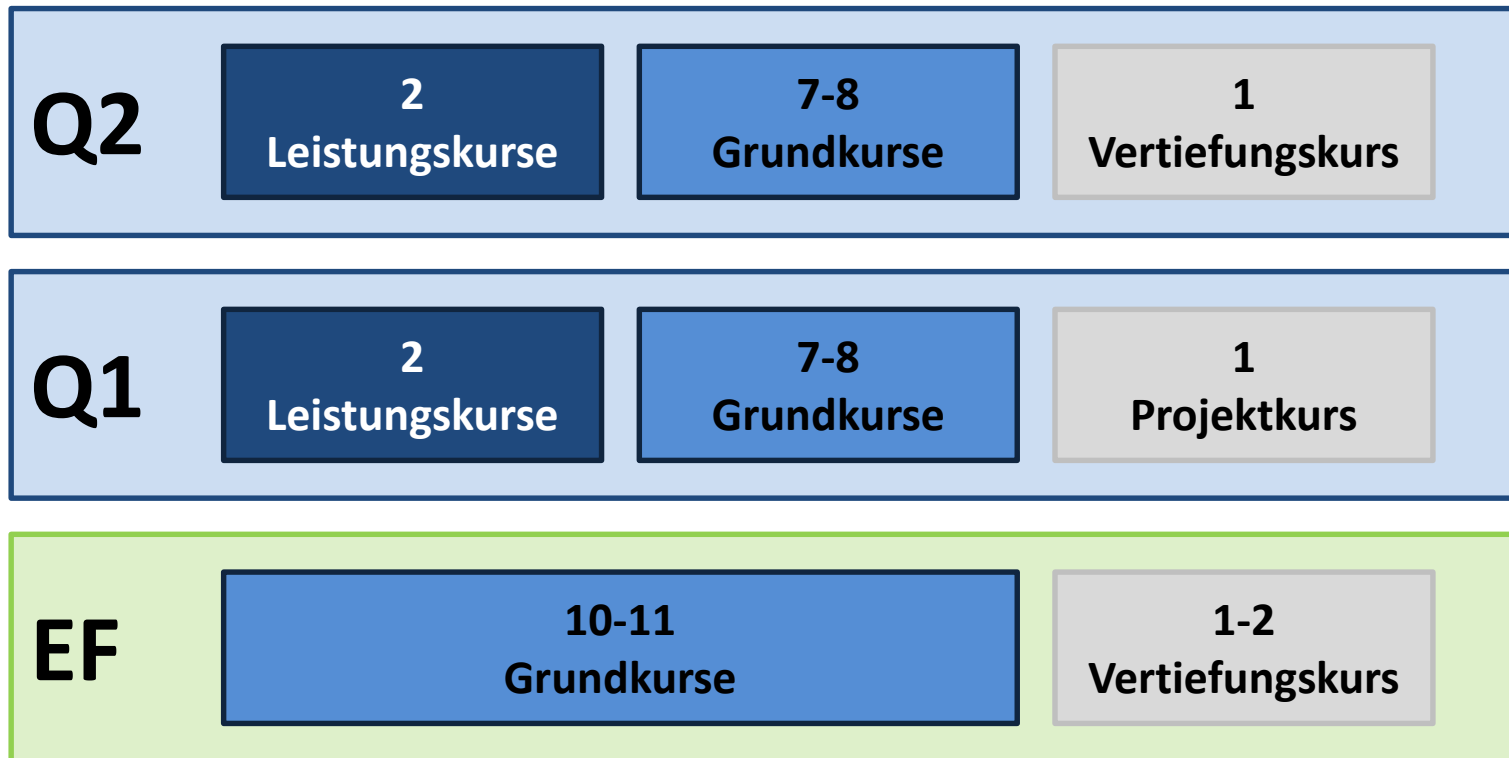 Q2
2
Leistungskurse
7-8
Grundkurse
1
Vertiefungskurs
Q1
2
Leistungskurse
7-8
Grundkurse
1
Projektkurs
EF
10-11
Grundkurse
1-2
Vertiefungskurs